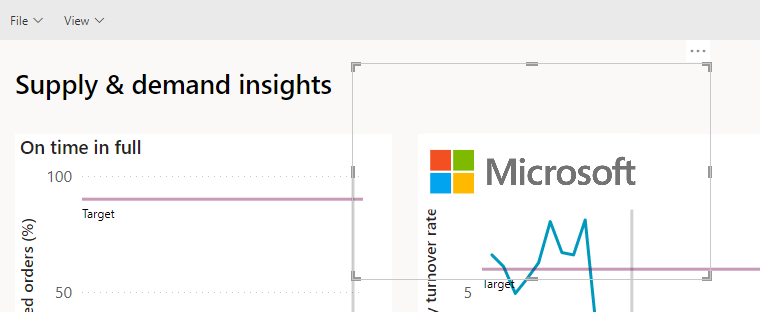 File View
Supply & demand insights
On time in full
100
Target
ed orders (%)
50
Microsoft
y turnover rate
5
Target